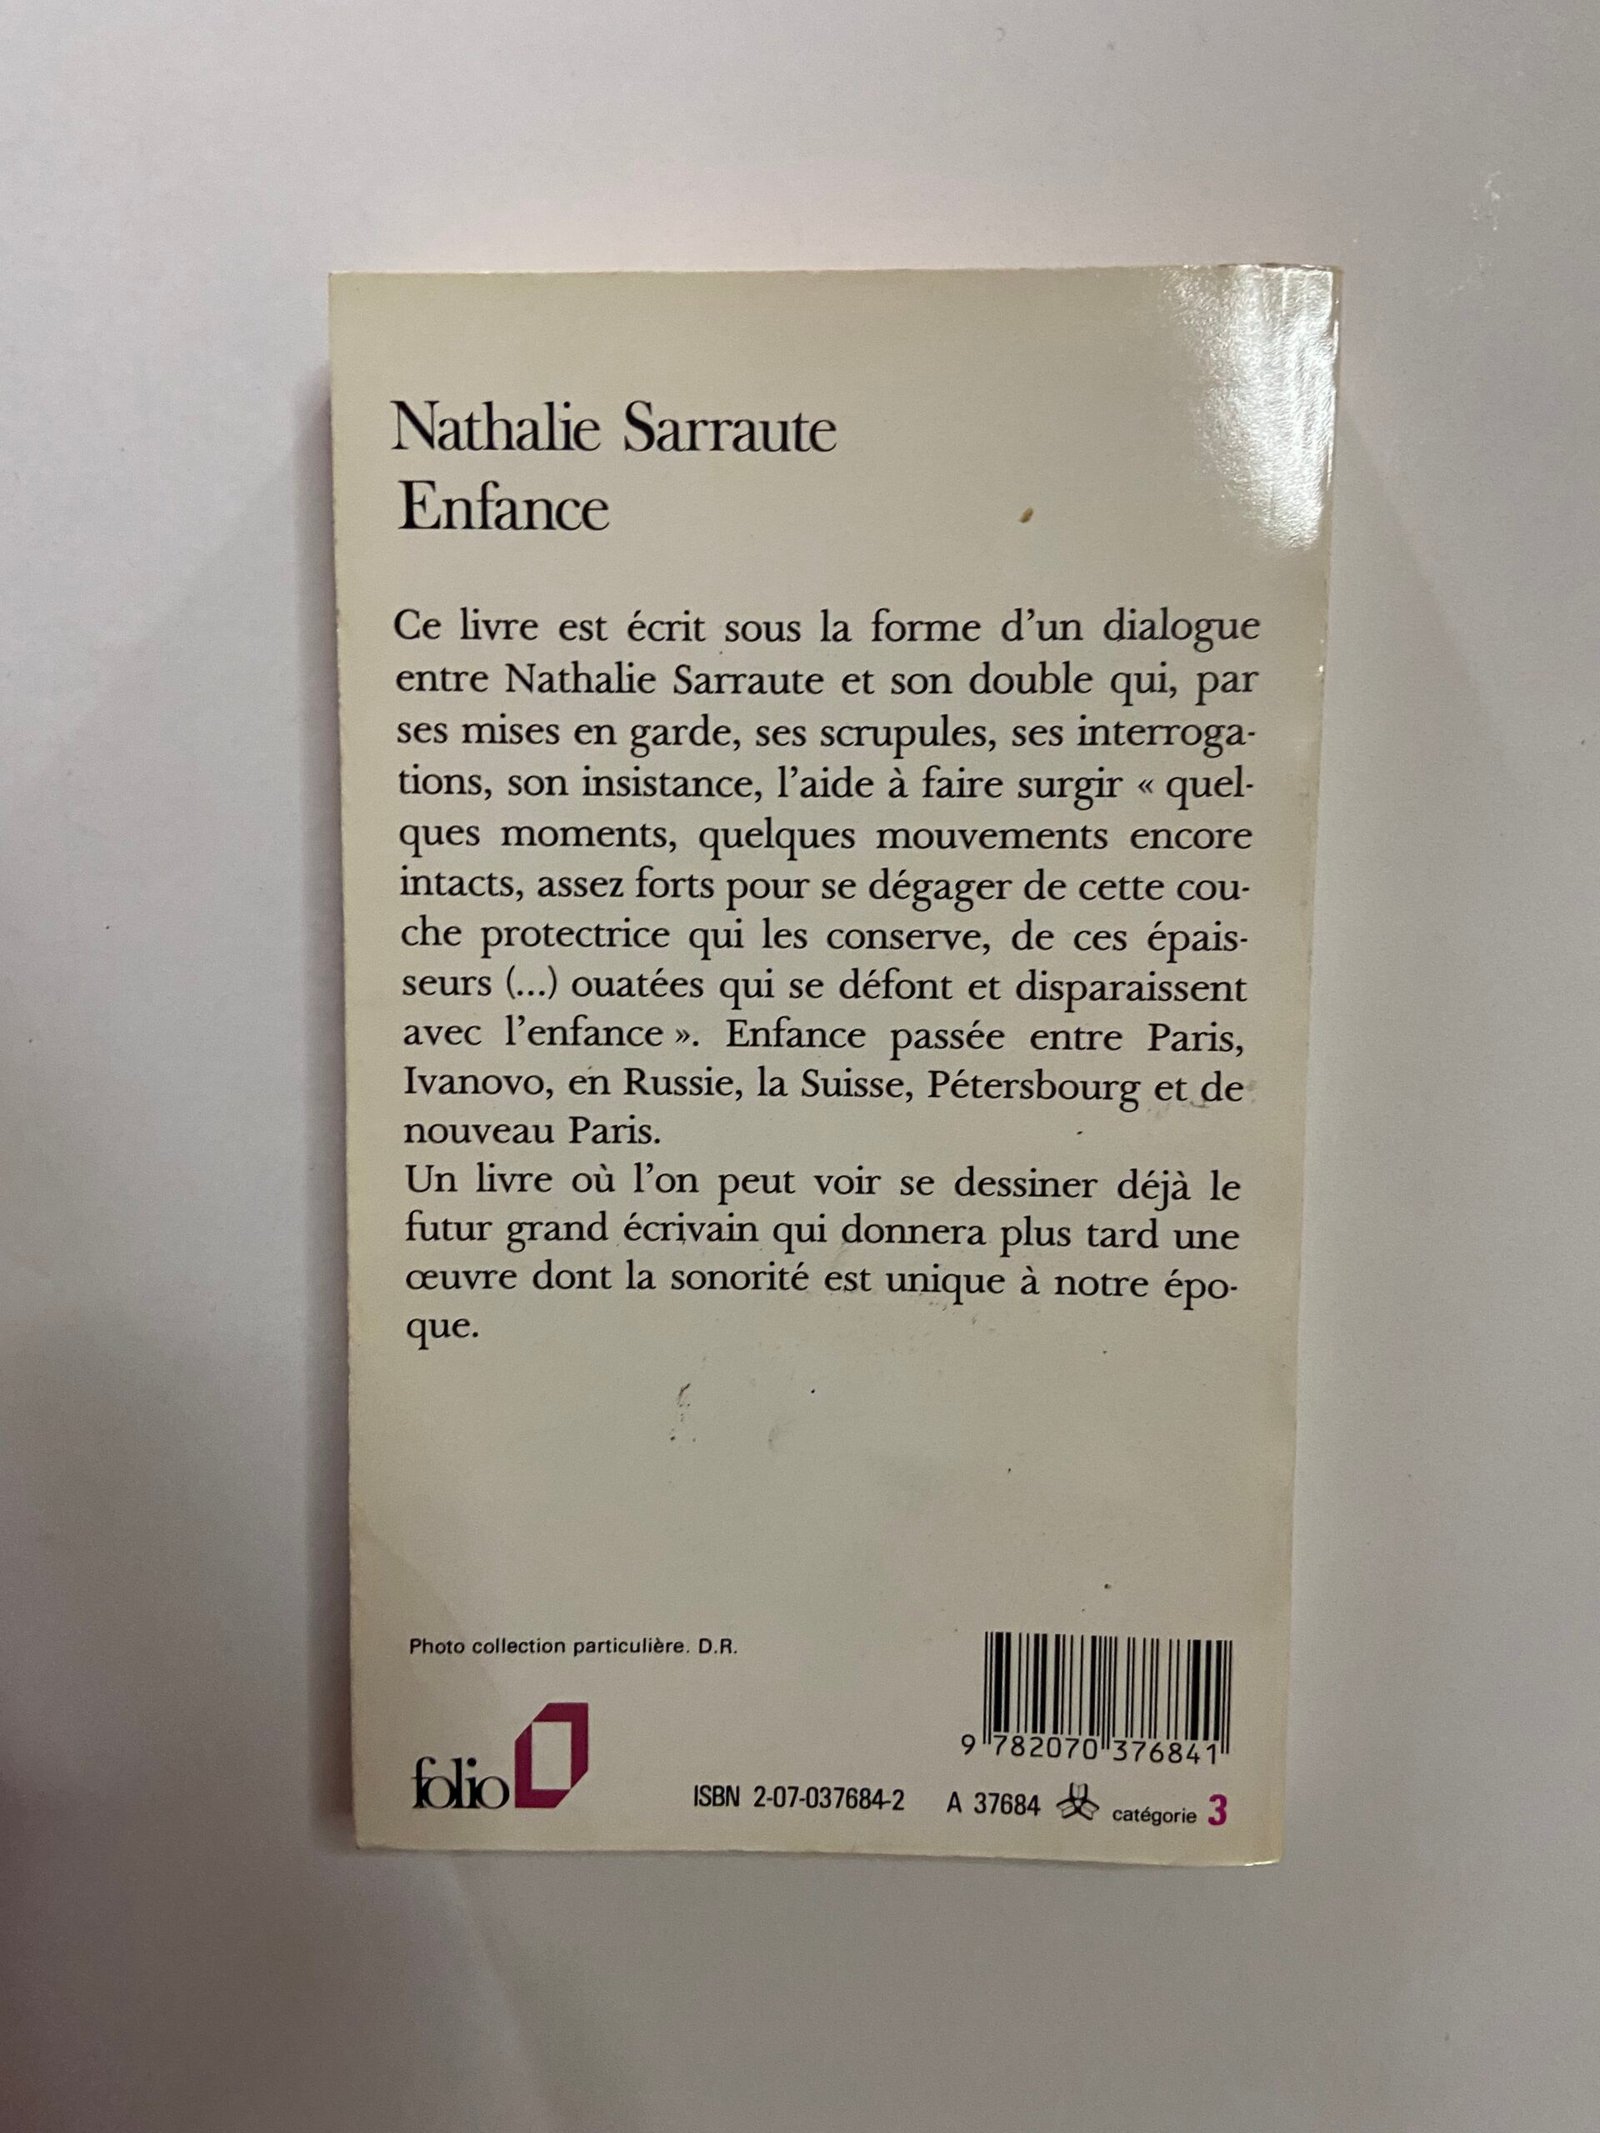 Nathalie Sarraute
Enfance
Ce livre est écrit sous la forme d'un dialogue
entre Nathalie Sarraute et son double qui, par
ses mises en garde, ses scrupules, ses interroga-
tions, son insistance, l'aide à faire surgir « quel-
ques moments, quelques mouvements encore
intacts, assez forts pour se dégager de cette cou-
che protectrice qui les conserve, de ces épais-
seurs (...) ouatées qui se défont et disparaissent
avec l'enfance ». Enfance passée entre Paris,
Ivanovo, en Russie, la Suisse, Pétersbourg et de
nouveau Paris.
Un livre où l'on peut voir se dessiner déjà le
futur grand écrivain qui donnera plus tard une
œuvre dont la sonorité est unique à notre épo-
que.
Photo collection particulière. D.R.
9 782070 376841
folio
ISBN 2-07-037684-2 A 37684 catégorie 3